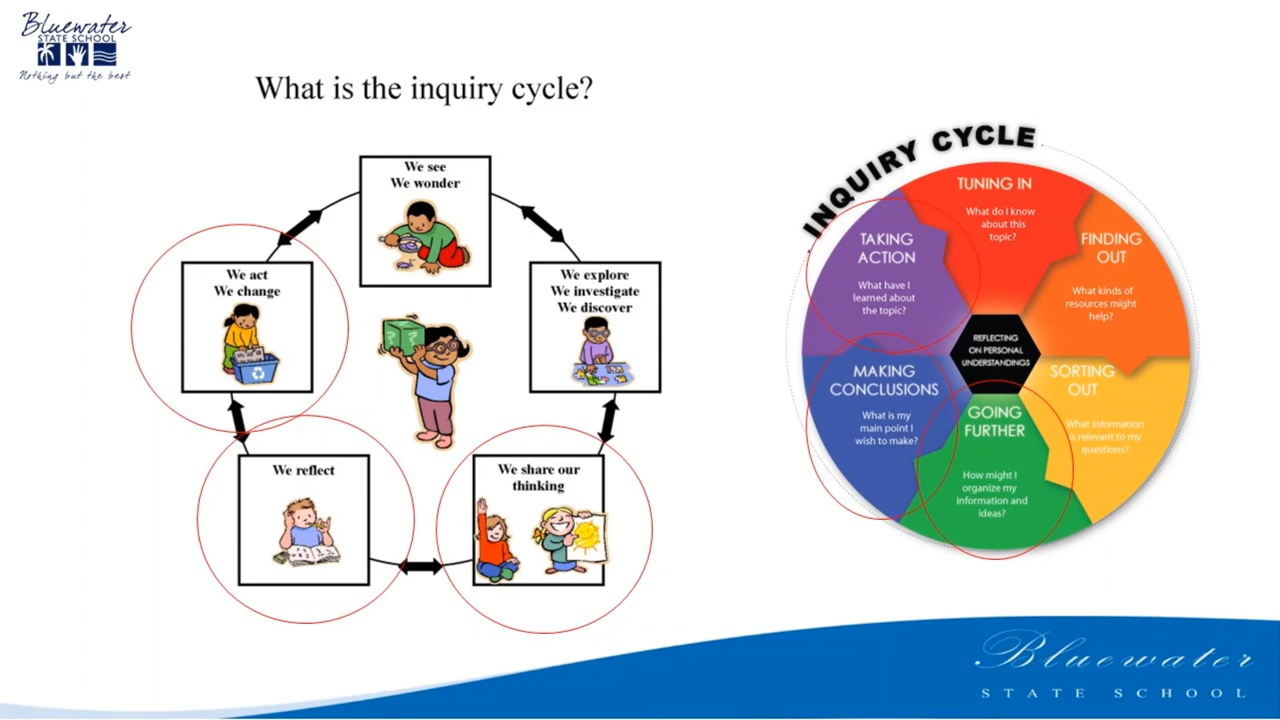 Bluewater
STATE SCHOOL
Nothing but the best
What is the inquiry cycle?
We see
We wonder
We act
We change
We explore
We investigate
We discover
? ?
We reflect
We share our
thinking
INQUIRY CYCLE
TUNING IN
What do I know
about this
topic?
TAKING
ACTION
What have I
learned about
the topic?
FINDING
OUT
What kinds of
resources might
help?
REFLECTING
ON PERSONAL
UNDERSTANDINGS
MAKING
CONCLUSIONS
What is my
main point I
wish to make?
SORTING
OUT
What information
is relevant to my
questions?
GOING
FURTHER
How might I
organize my
information and
ideas?
Bluewater
STATE SCHOOL